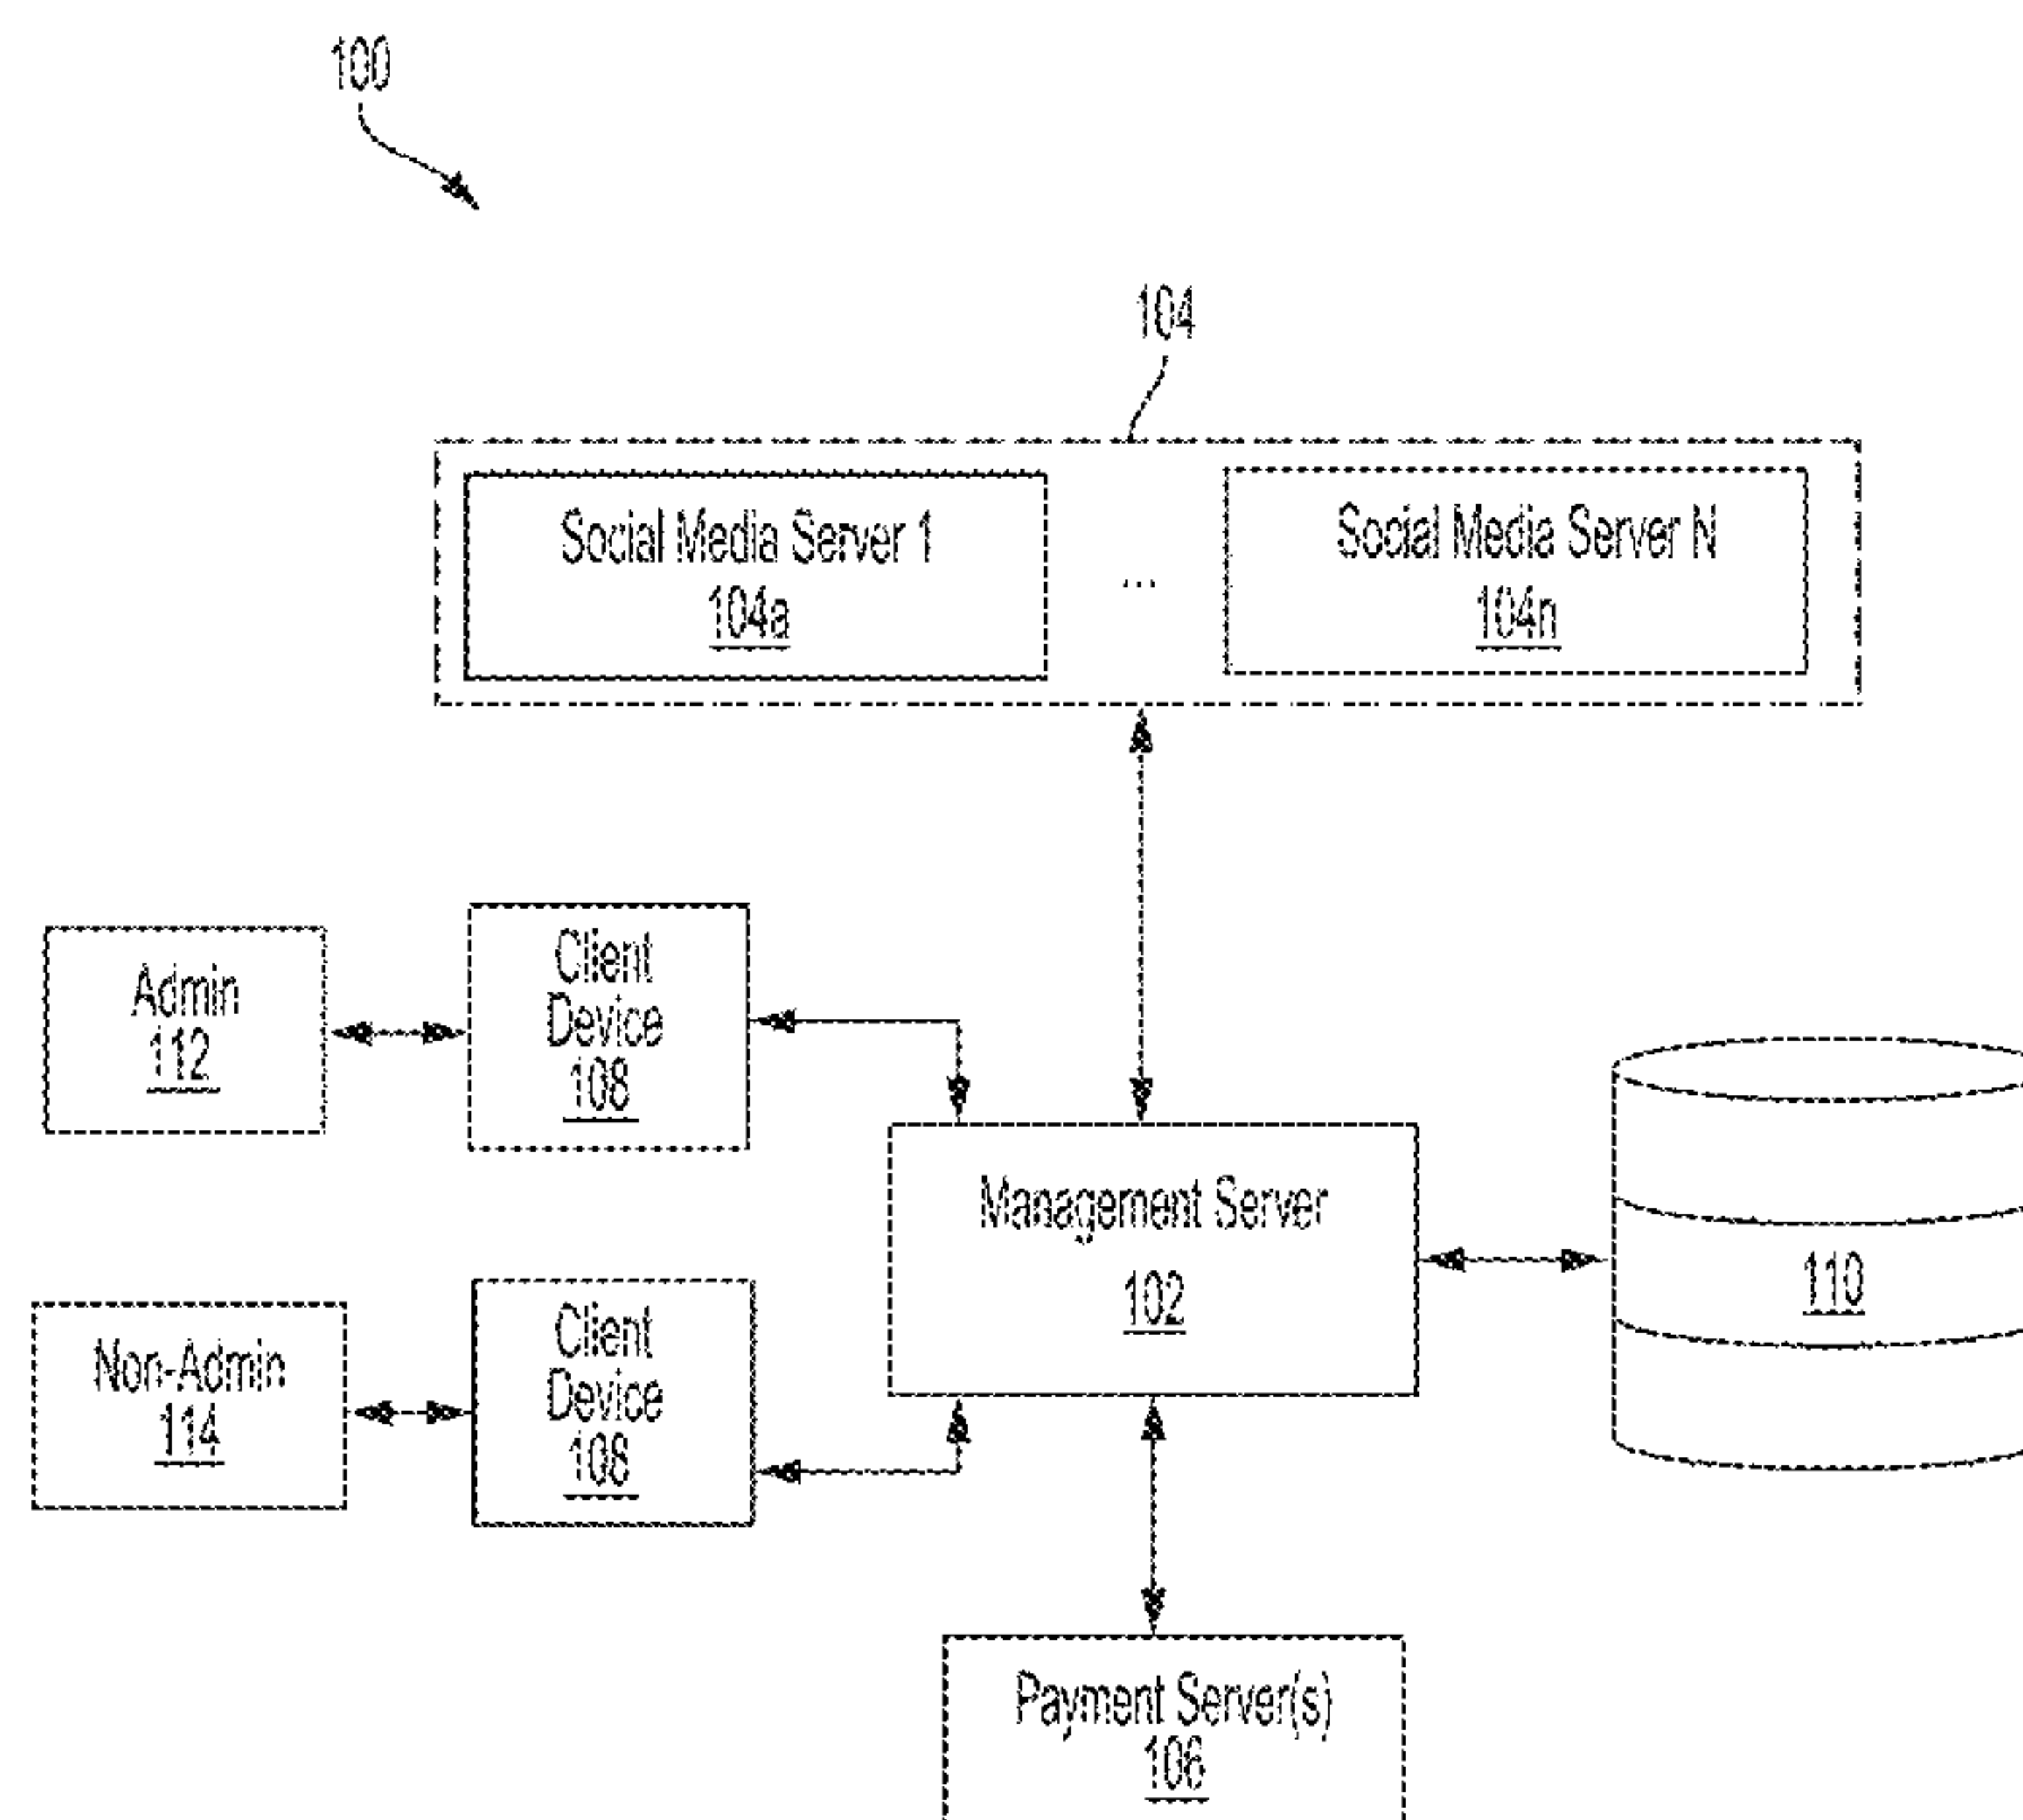 100
104
Social Media Server 1
104a
...
Social Media Server N
104n
Admin
112
Client
Device
108
Management Server
102
110
Non-Admin
114
Client
Device
108
Payment Server(s)
106